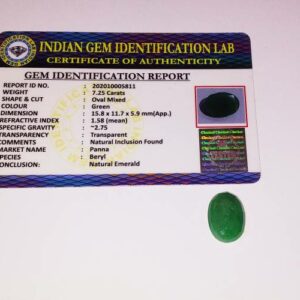 INDIAN GEM IDENTIFICATION LAB
CERTIFICATE OF AUTHENTICITY
GEM IDENTIFICATION REPORT
REPORT ID NO. : 202010005811
WEIGHT : 7.25 Carats
SHAPE & CUT : Oval Mixed
COLOUR : Green
DIMENSION : 15.8 x 11.7 x 5.9 mm(App.)
REFRACTIVE INDEX : 1.58 (mean)
SPECIFIC GRAVITY : ~2.75
TRANSPARENCY : Transparent
COMMENTS : Natural Inclusion Found
MARKET NAME : Panna
SPECIES : Beryl
CONCLUSION : Natural Emerald